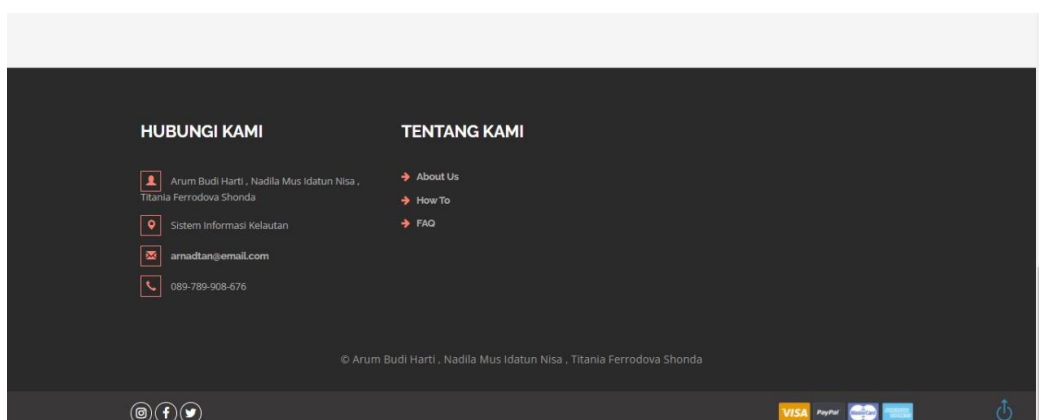 HUBUNGI KAMI
Arum Budi Harti , Nadila Mus Idatun Nisa ,
Titania Ferrodova Shonda
Sistem Informasi Kelautan
arnadtan@email.com
089-789-908-676
TENTANG KAMI
About Us
How To
FAQ
© Arum Budi Harti , Nadila Mus Idatun Nisa , Titania Ferrodova Shonda
VISA PayPal